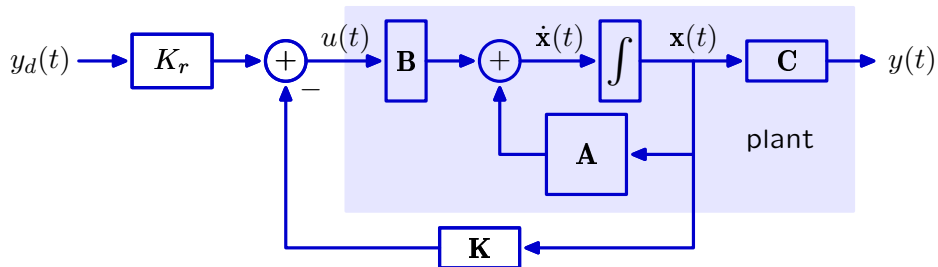 u(t) ẋ(t) x(t)
y_d(t) K_r + B + ∫ C y(t)
−
A plant
K